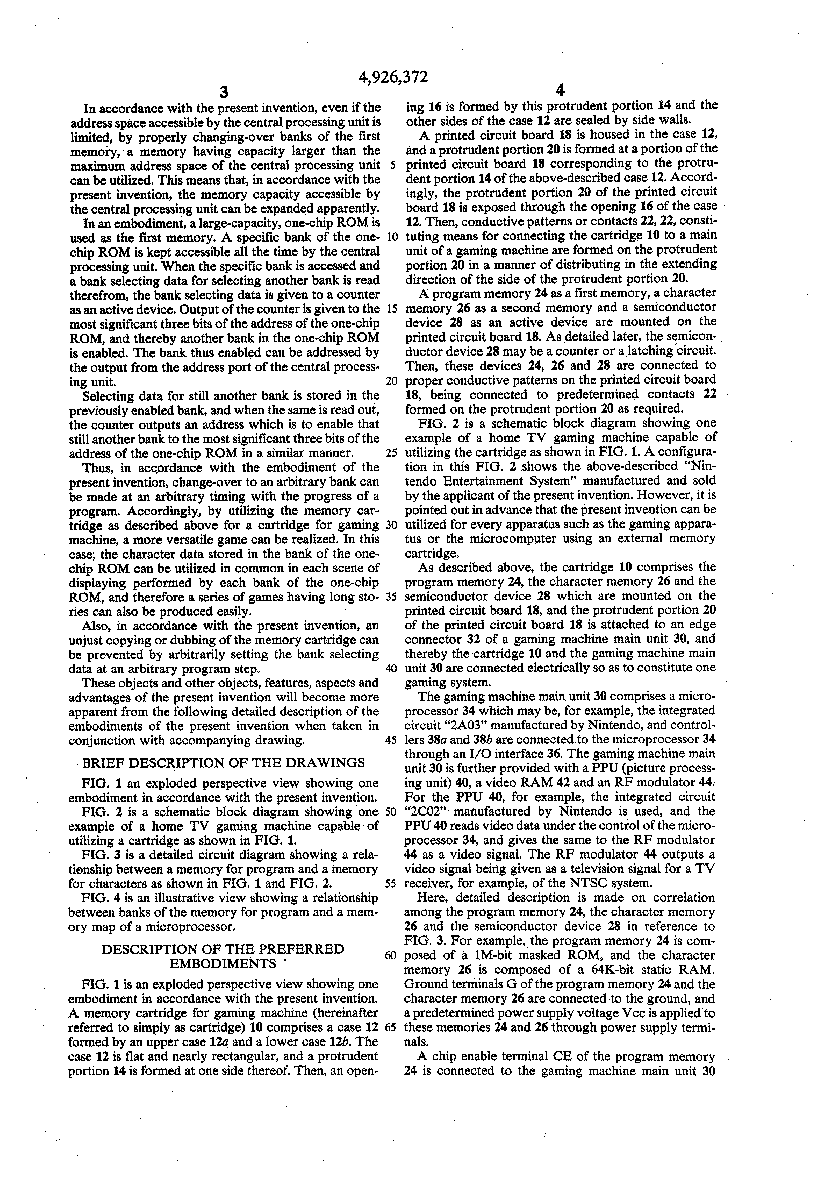 4,926,372
3
In accordance with the present invention, even if the
address space accessible by the central processing unit is
limited, by properly changing-over banks of the first
memory, a memory having capacity larger than the
maximum address space of the central processing unit
can be utilized. This means that, in accordance with the
present invention, the memory capacity accessible by
the central processing unit can be expanded apparently.
In an embodiment, a large-capacity, one-chip ROM is
used as the first memory. A specific bank of the one-
chip ROM is kept accessible all the time by the central
processing unit. When the specific bank is accessed and
a bank selecting data for selecting another bank is read
therefrom, the bank selecting data is given to a counter
as an active device. Output of the counter is given to the
most significant three bits of the address of the one-chip
ROM, and thereby another bank in the one-chip ROM
is enabled. The bank thus enabled can be addressed by
the output from the address port of the central process-
ing unit.
Selecting data for still another bank is stored in the
previously enabled bank, and when the same is read out,
the counter outputs an address which is to enable that
still another bank to the most significant three bits of the
address of the one-chip ROM in a similar manner.
Thus, in accordance with the embodiment of the
present invention, change-over to an arbitrary bank can
be made at an arbitrary timing with the progress of a
program. Accordingly, by utilizing the memory car-
tridge as described above for a cartridge for gaming
machine, a more versatile game can be realized. In this
case, the character data stored in the bank of the one-
chip ROM can be utilized in common in each scene of
displaying performed by each bank of the one-chip
ROM, and therefore a series of games having long sto-
ries can also be produced easily.
Also, in accordance with the present invention, an
unjust copying or dubbing of the memory cartridge can
be prevented by arbitrarily setting the bank selecting
data at an arbitrary program step.
These objects and other objects, features, aspects and
advantages of the present invention will become more
apparent from the following detailed description of the
embodiments of the present invention when taken in
conjunction with accompanying drawing.
BRIEF DESCRIPTION OF THE DRAWINGS
FIG. 1 an exploded perspective view showing one
embodiment in accordance with the present invention.
FIG. 2 is a schematic block diagram showing one
example of a home TV gaming machine capable of
utilizing a cartridge as shown in FIG. 1.
FIG. 3 is a detailed circuit diagram showing a rela-
tionship between a memory for program and a memory
for characters as shown in FIG. 1 and FIG. 2.
FIG. 4 is an illustrative view showing a relationship
between banks of the memory for program and a mem-
ory map of a microprocessor.
DESCRIPTION OF THE PREFERRED
EMBODIMENTS
FIG. 1 is an exploded perspective view showing one
embodiment in accordance with the present invention.
A memory cartridge for gaming machine (hereinafter
referred to simply as cartridge) 10 comprises a case 12
formed by an upper case 12a and a lower case 12b. The
case 12 is flat and nearly rectangular, and a protrudent
portion 14 is formed at one side thereof. Then, an open-
5
10
15
20
25
30
35
40
45
50
55
60
65
4
ing 16 is formed by this protrudent portion 14 and the
other sides of the case 12 are sealed by side walls.
A printed circuit board 18 is housed in the case 12,
and a protrudent portion 20 is formed at a portion of the
printed circuit board 18 corresponding to the protru-
dent portion 14 of the above-described case 12. Accord-
ingly, the protrudent portion 20 of the printed circuit
board 18 is exposed through the opening 16 of the case
12. Then, conductive patterns or contacts 22, 22, consti-
tuting means for connecting the cartridge 10 to a main
unit of a gaming machine are formed on the protrudent
portion 20 in a manner of distributing in the extending
direction of the side of the protrudent portion 20.
A program memory 24 as a first memory, a character
memory 26 as a second memory and a semiconductor
device 28 as an active device are mounted on the
printed circuit board 18. As detailed later, the semicon-
ductor device 28 may be a counter or a latching circuit.
Then, these devices 24, 26 and 28 are connected to
proper conductive patterns on the printed circuit board
18, being connected to predetermined contacts 22
formed on the protrudent portion 20 as required.
FIG. 2 is a schematic block diagram showing one
example of a home TV gaming machine capable of
utilizing the cartridge as shown in FIG. 1. A configura-
tion in this FIG. 2 shows the above-described "Nin-
tendo Entertainment System" manufactured and sold
by the applicant of the present invention. However, it is
pointed out in advance that the present invention can be
utilized for every apparatus such as the gaming appara-
tus or the microcomputer using an external memory
cartridge.
As described above, the cartridge 10 comprises the
program memory 24, the character memory 26 and the
semiconductor device 28 which are mounted on the
printed circuit board 18, and the protrudent portion 20
of the printed circuit board 18 is attached to an edge
connector 32 of a gaming machine main unit 30, and
thereby the cartridge 10 and the gaming machine main
unit 30 are connected electrically so as to constitute one
gaming system.
The gaming machine main unit 30 comprises a micro-
processor 34 which may be, for example, the integrated
circuit "2A03" manufactured by Nintendo, and control-
lers 38a and 38b are connected to the microprocessor 34
through an I/O interface 36. The gaming machine main
unit 30 is further provided with a PPU (picture process-
ing unit) 40, a video RAM 42 and an RF modulator 44.
For the PPU 40, for example, the integrated circuit
"2C02" manufactured by Nintendo is used, and the
PPU 40 reads video data under the control of the micro-
processor 34, and gives the same to the RF modulator
44 as a video signal. The RF modulator 44 outputs a
video signal being given as a television signal for a TV
receiver, for example, of the NTSC system.
Here, detailed description is made on correlation
among the program memory 24, the character memory
26 and the semiconductor device 28 in reference to
FIG. 3. For example, the program memory 24 is com-
posed of a 1M-bit masked ROM, and the character
memory 26 is composed of a 64K-bit static RAM.
Ground terminals G of the program memory 24 and the
character memory 26 are connected to the ground, and
a predetermined power supply voltage Vcc is applied to
these memories 24 and 26 through power supply termi-
nals.
A chip enable terminal CE of the program memory
24 is connected to the gaming machine main unit 30